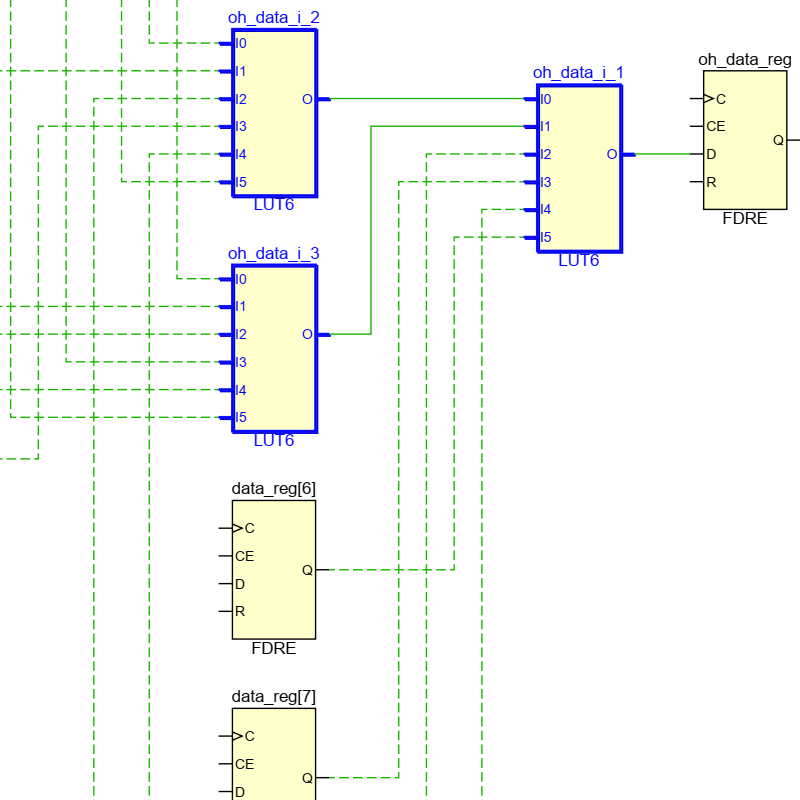 oh_data_i_2
I0
I1
I2
I3
I4
I5
O
LUT6
oh_data_i_1
I0
I1
I2
I3
I4
I5
O
LUT6
oh_data_reg
C
CE
D
R
Q
FDRE
oh_data_i_3
I0
I1
I2
I3
I4
I5
O
LUT6
data_reg[6]
C
CE
D
R
Q
FDRE
data_reg[7]
C
CE
D
Q